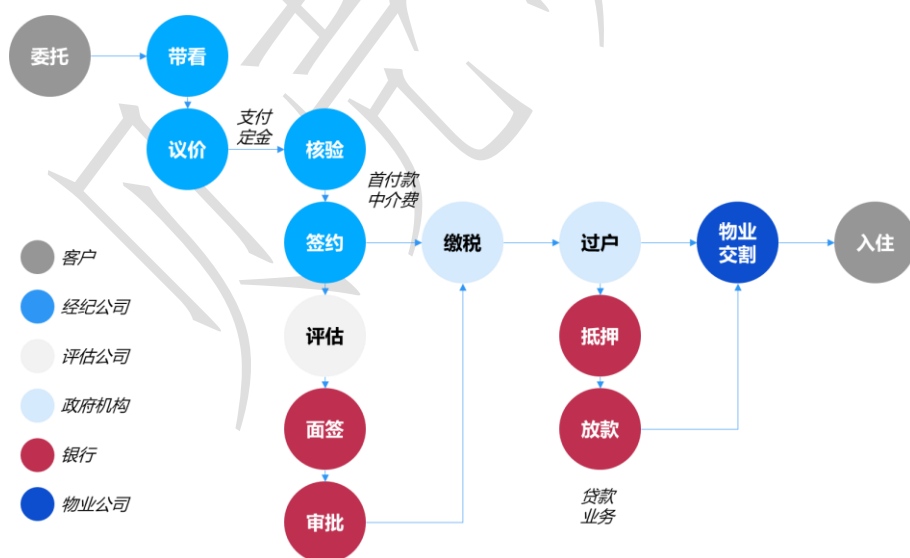 委托
带看
议价
支付
定金
核验
首付款
中介费
签约
缴税
过户
物业
交割
入住
评估
面签
审批
抵押
放款
贷款
业务
客户
经纪公司
评估公司
政府机构
银行
物业公司